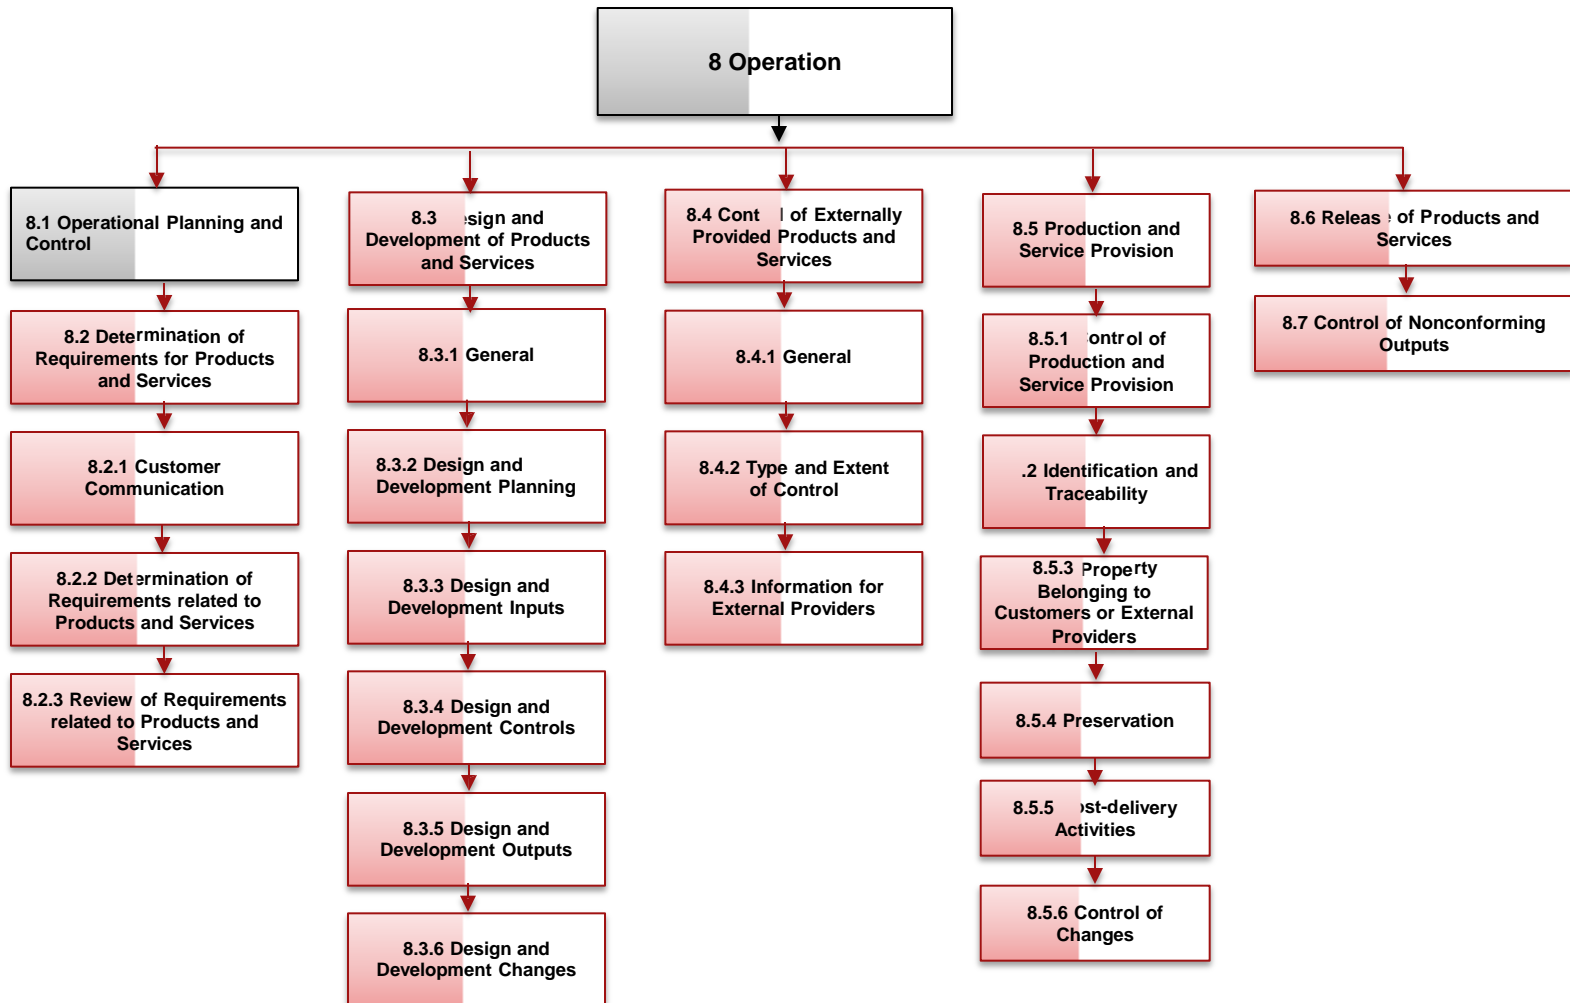 8 Operation
8.1 Operational Planning and
Control
8.2 Determination of
Requirements for Products
and Services
8.2.1 Customer
Communication
8.2.2 Determination of
Requirements related to
Products and Services
8.2.3 Review of Requirements
related to Products and
Services
8.3 esign and
Development of Products
and Services
8.3.1 General
8.3.2 Design and
Development Planning
8.3.3 Design and
Development Inputs
8.3.4 Design and
Development Controls
8.3.5 Design and
Development Outputs
8.3.6 Design and
Development Changes
8.4 Cont l of Externally
Provided Products and
Services
8.4.1 General
8.4.2 Type and Extent
of Control
8.4.3 Information for
External Providers
8.5 Production and
Service Provision
8.5.1 ontrol of
Production and
Service Provision
.2 Identification and
Traceability
8.5.3 Property
Belonging to
Customers or External
Providers
8.5.4 Preservation
8.5.5 ost-delivery
Activities
8.5.6 Control of
Changes
8.6 Release of Products and
Services
8.7 Control of Nonconforming
Outputs